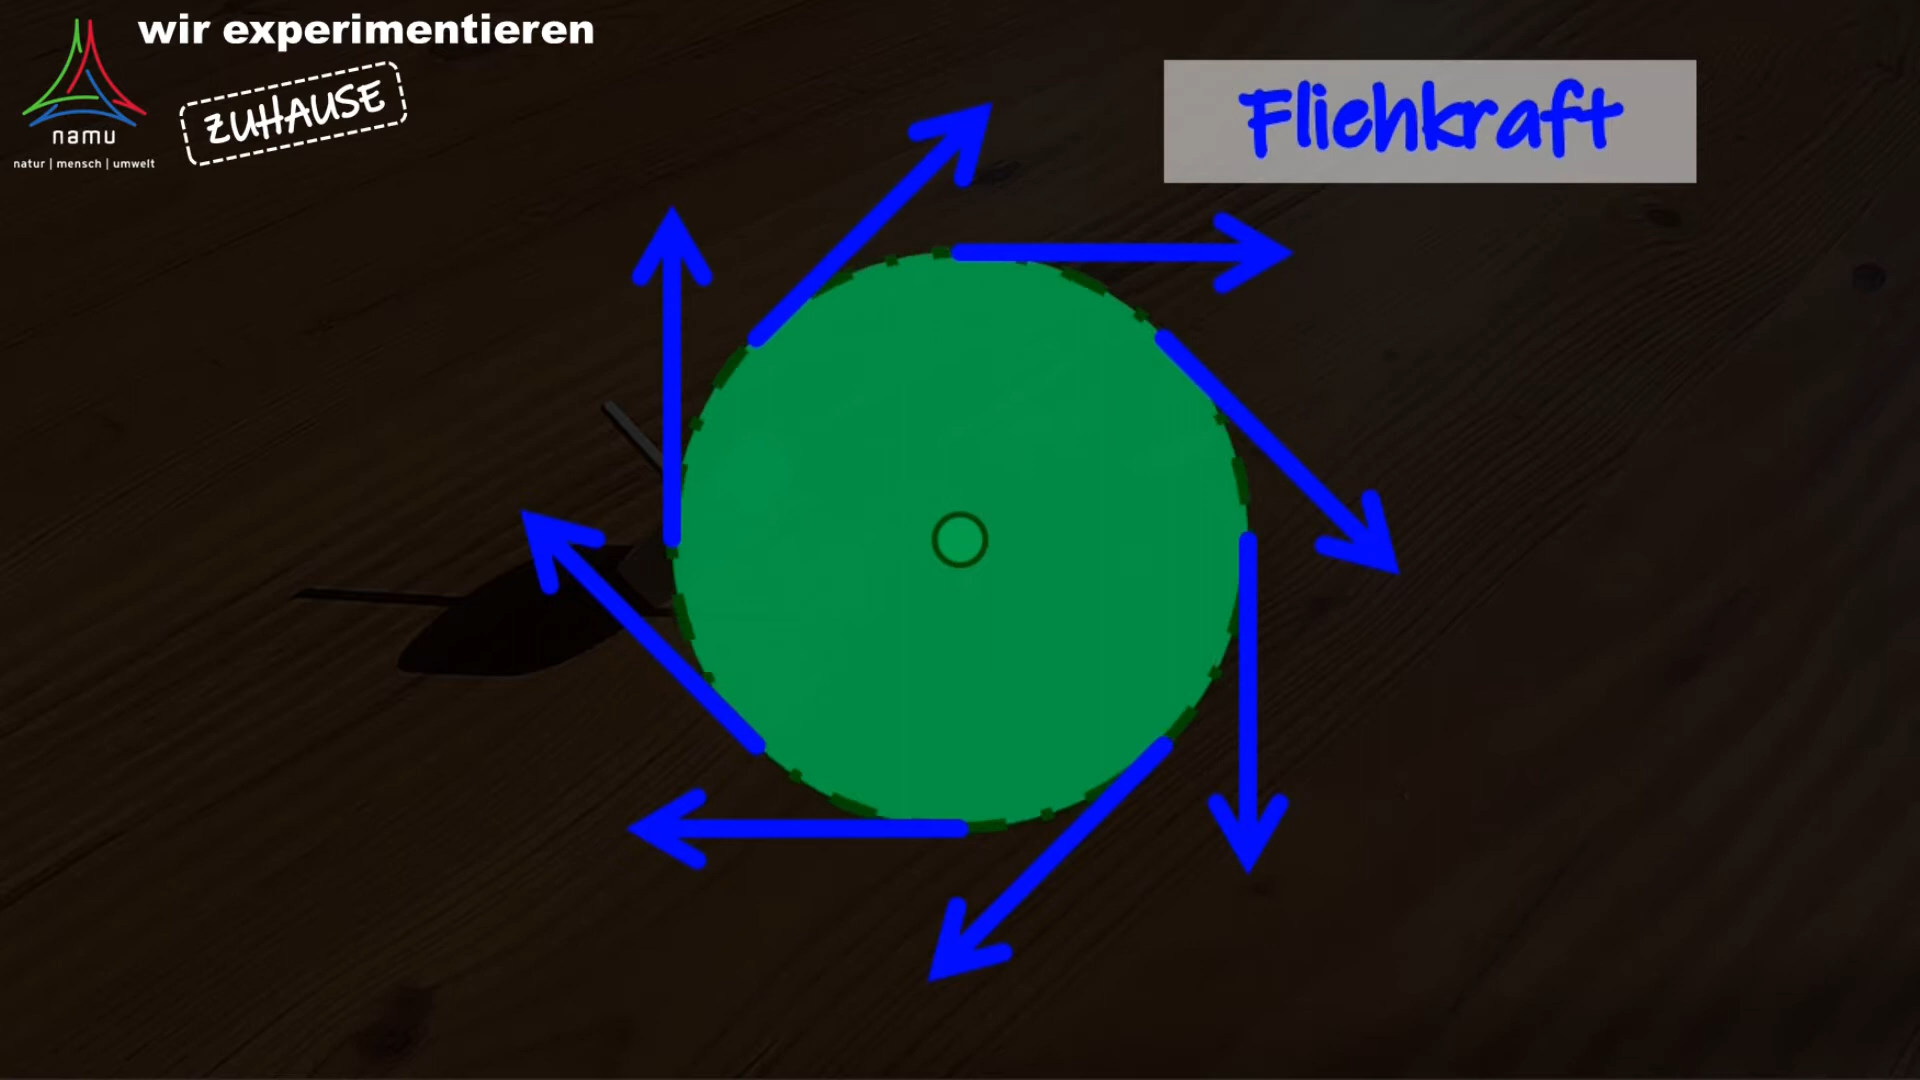 wir experimentieren
ZUHAUSE
namu
natur | mensch | umwelt
Fliehkraft